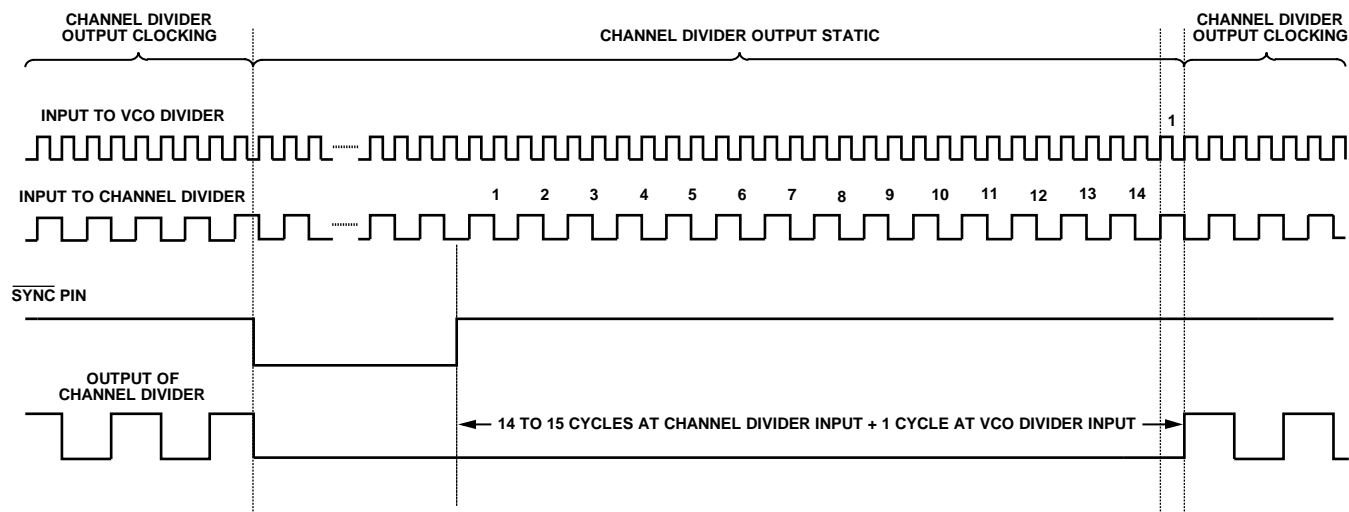 CHANNEL DIVIDER
OUTPUT CLOCKING
CHANNEL DIVIDER OUTPUT STATIC
CHANNEL DIVIDER
OUTPUT CLOCKING
INPUT TO VCO DIVIDER
1
INPUT TO CHANNEL DIVIDER
1 2 3 4 5 6 7 8 9 10 11 12 13 14
SYNC PIN
OUTPUT OF
CHANNEL DIVIDER
14 TO 15 CYCLES AT CHANNEL DIVIDER INPUT + 1 CYCLE AT VCO DIVIDER INPUT